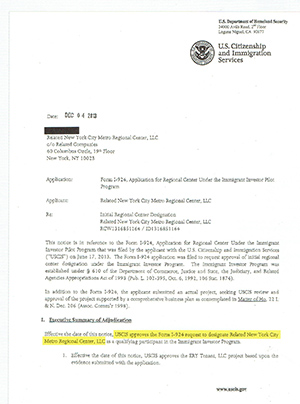 U.S. Department of Homeland Security
24000 Avila Road, 2nd Floor
Laguna Niguel, CA 92677
U.S. Citizenship
and Immigration
Services
Date: DEC 04 2013
Related New York City Metro Regional Center, LLC
c/o Related Companies
60 Columbus Circle, 19th Floor
New York, NY 10023
Application: Form I-924, Application for Regional Center Under the Immigrant Investor Pilot
Program
Applicant: Related New York City Metro Regional Center, LLC
Re: Initial Regional Center Designation
Related New York City Metro Regional Center, LLC
RCW1316851164 / ID1316851164
This notice is in reference to the Form I-924, Application for Regional Center Under the Immigrant
Investor Pilot Program that was filed by the applicant with the U.S. Citizenship and Immigration Services
("USCIS") on June 17, 2013. The Form I-924 application was filed to request approval of initial regional
center designation under the Immigrant Investor Program. The Immigrant Investor Program was
established under § 610 of the Department of Commerce, Justice and State, the Judiciary, and Related
Agencies Appropriations Act of 1993 (Pub. L. 102-395, Oct. 6, 1992, 106 Stat. 1874).
In addition to the Form I-924, the applicant submitted an actual project, seeking USCIS review and
approval of the project supported by a comprehensive business plan as contemplated in Matter of Ho, 22 I.
& N. Dec. 206 (Assoc. Comm'r 1998).
I. Executive Summary of Adjudication
Effective the date of this notice, USCIS approves the Form I-924 request to designate Related New York City
Metro Regional Center, LLC as a qualifying participant in the Immigrant Investor Program.
1. Effective the date of this notice, USCIS approves the ERY Tenant, LLC project based upon the
evidence submitted with the application.
www.uscis.gov